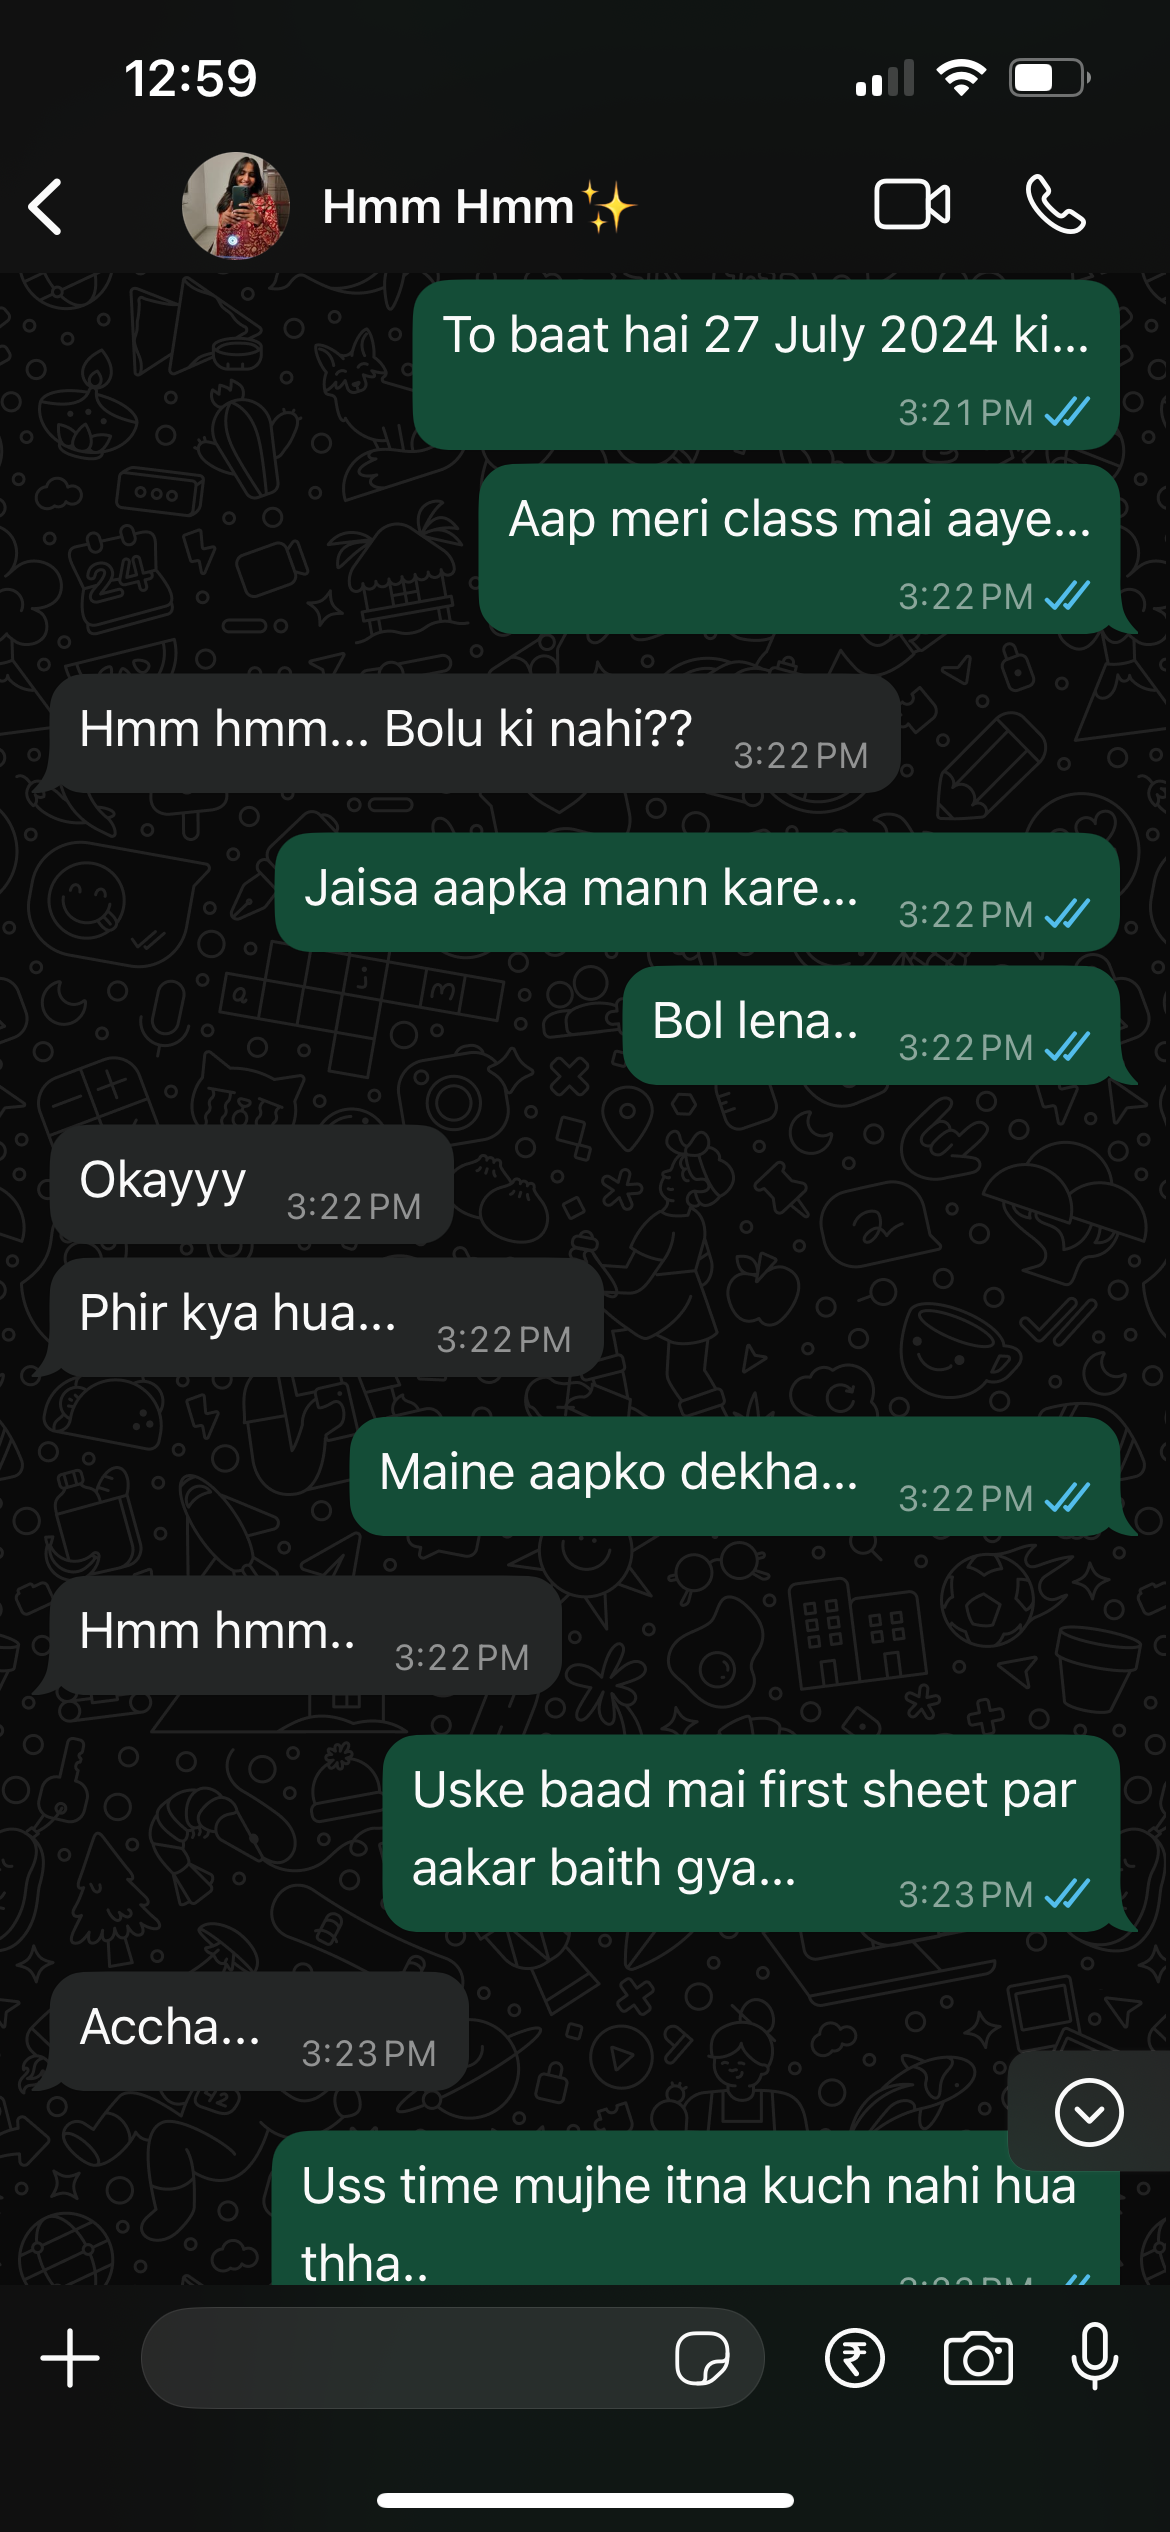 12:59
Hmm Hmm✨
To baat hai 27 July 2024 ki...
3:21 PM
Aap meri class mai aaye...
3:22 PM
Hmm hmm... Bolu ki nahi??
3:22 PM
Jaisa aapka mann kare...
3:22 PM
Bol lena..
3:22 PM
Okayyy
3:22 PM
Phir kya hua...
3:22 PM
Maine aapko dekha...
3:22 PM
Hmm hmm..
3:22 PM
Uske baad mai first sheet par
aakar baith gya...
3:23 PM
Accha...
3:23 PM
Uss time mujhe itna kuch nahi hua
thha..